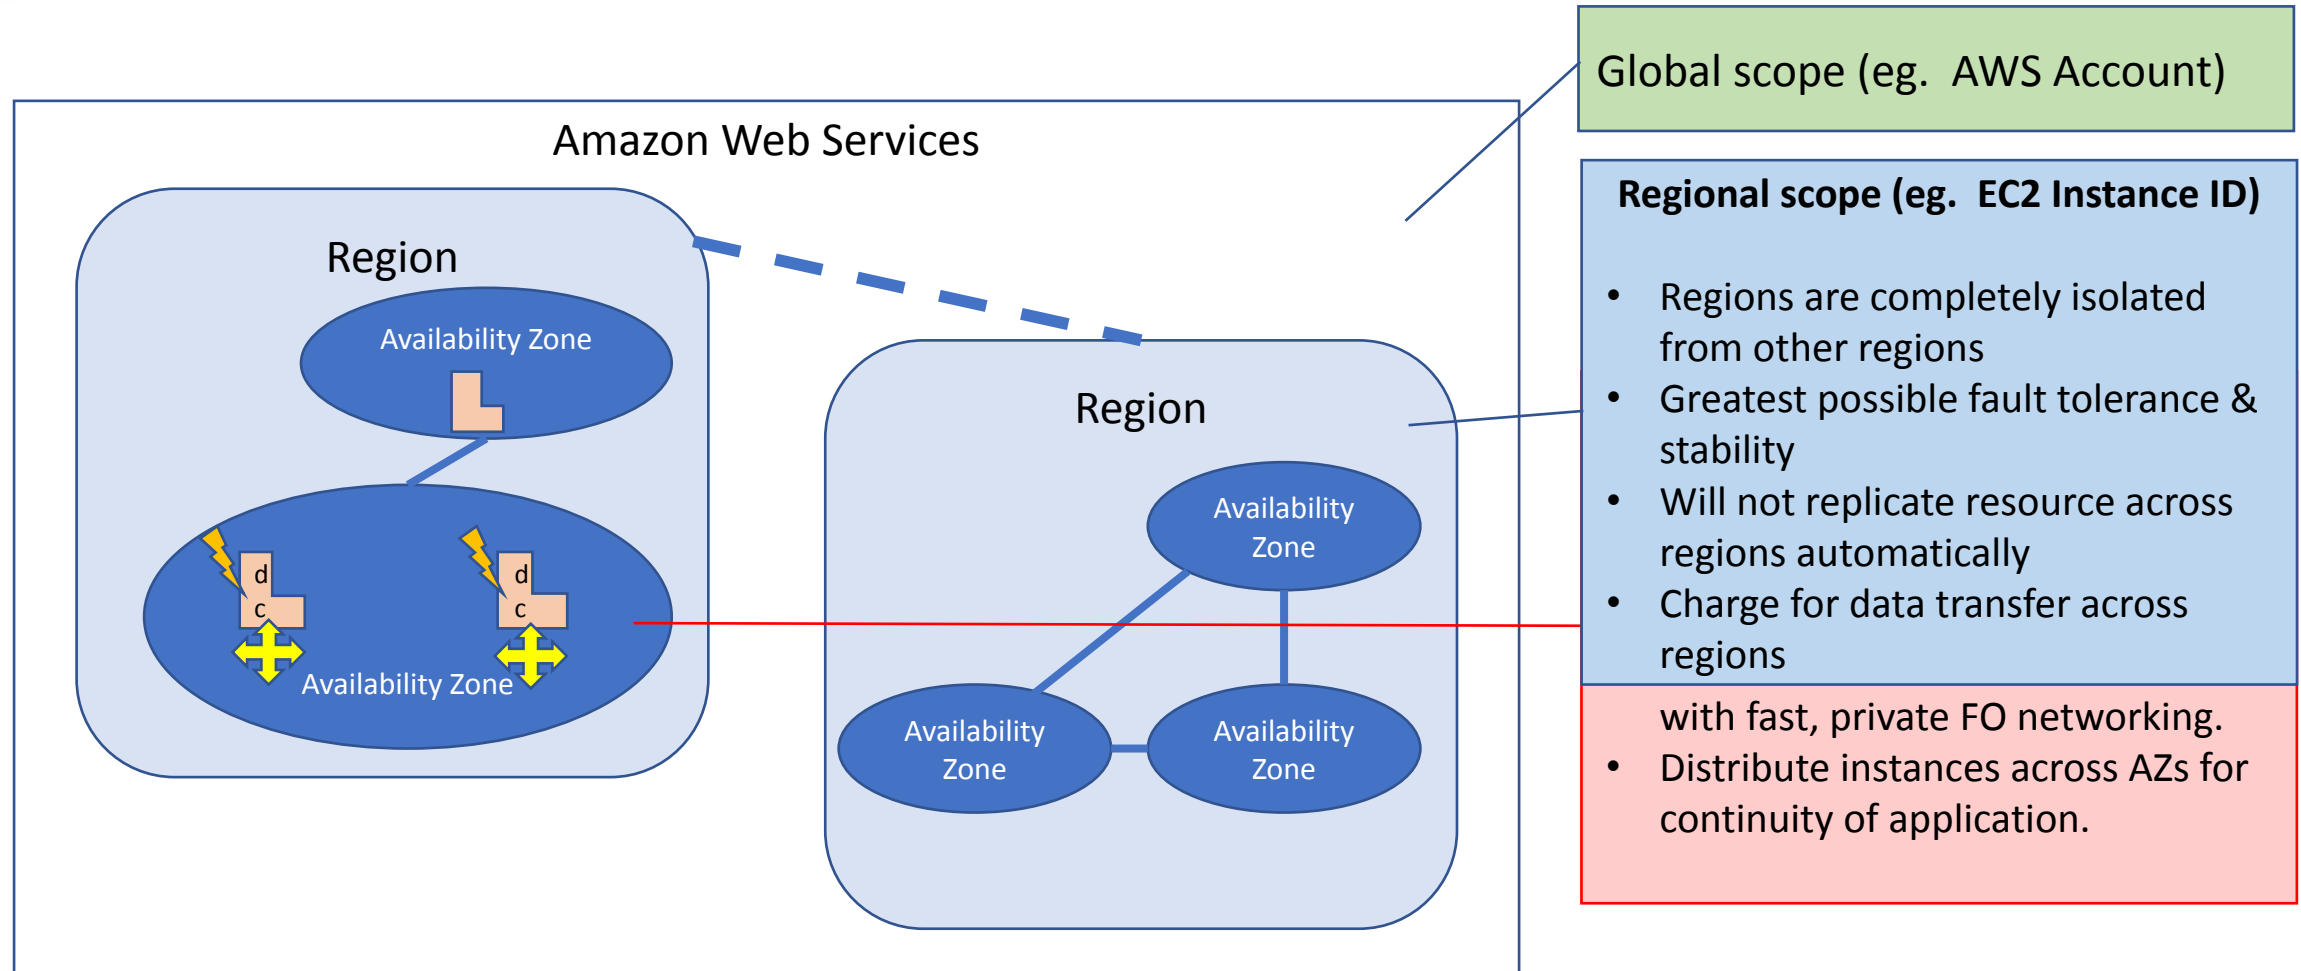 Global scope (eg.  AWS Account)
Amazon Web Services
Region
Availability Zone
d
c
d
c
Availability Zone
Region
Availability
Zone
Availability
Zone
Availability
Zone
Regional scope (eg.  EC2 Instance ID)
• Regions are completely isolated
from other regions
• Greatest possible fault tolerance &
stability
• Will not replicate resource across
regions automatically
• Charge for data transfer across
regions
with fast, private FO networking.
• Distribute instances across AZs for
continuity of application.